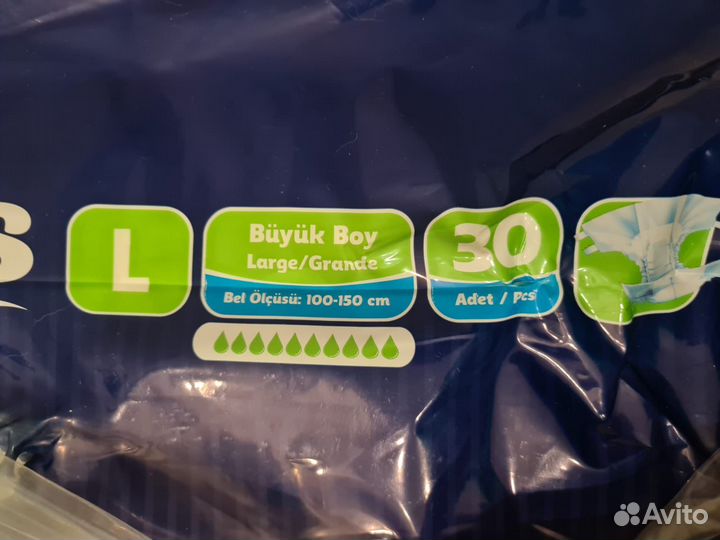 S
L
Büyük Boy
Large/Grande
Bel Ölçüsü: 100-150 cm
30
Adet / Pcs
Avito